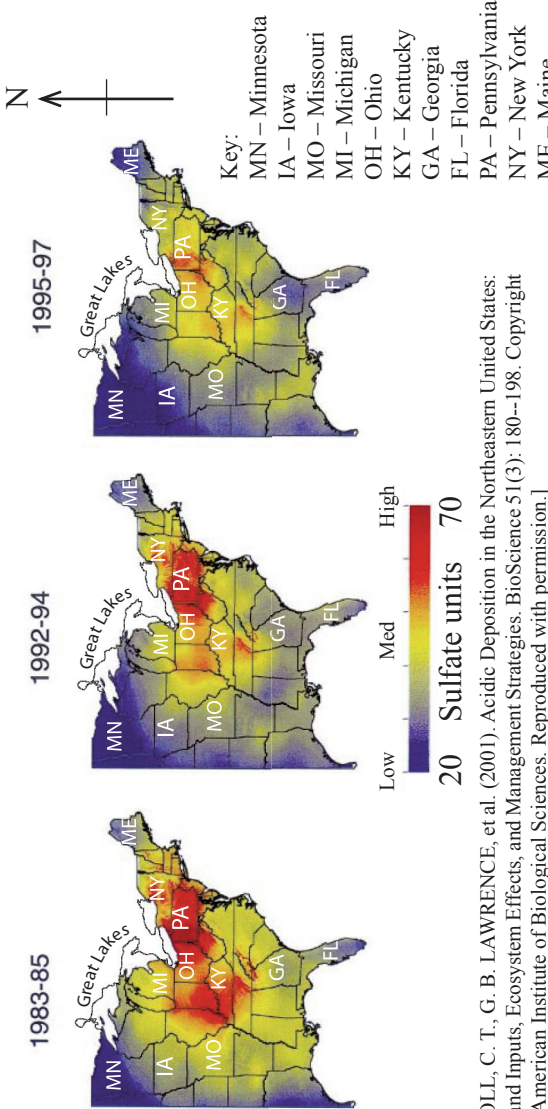 1983-85
1992-94
1995-97
N
Great Lakes
MN
IA
MO
MI
OH
KY
GA
FL
PA
NY
ME
Great Lakes
MN
IA
MO
MI
OH
KY
GA
FL
PA
NY
ME
Great Lakes
MN
IA
MO
MI
OH
KY
GA
FL
PA
NY
ME
Low Med High
20 Sulfate units 70
Key:
MN – Minnesota
IA – Iowa
MO – Missouri
MI – Michigan
OH – Ohio
KY – Kentucky
GA – Georgia
FL – Florida
PA – Pennsylvania
NY – New York
ME – Maine
OLL, C. T., G. B. LAWRENCE, et al. (2001). Acidic Deposition in the Northeastern United States:
and Inputs, Ecosystem Effects, and Management Strategies. BioScience 51(3): 180--198. Copyright
American Institute of Biological Sciences. Reproduced with permission.]